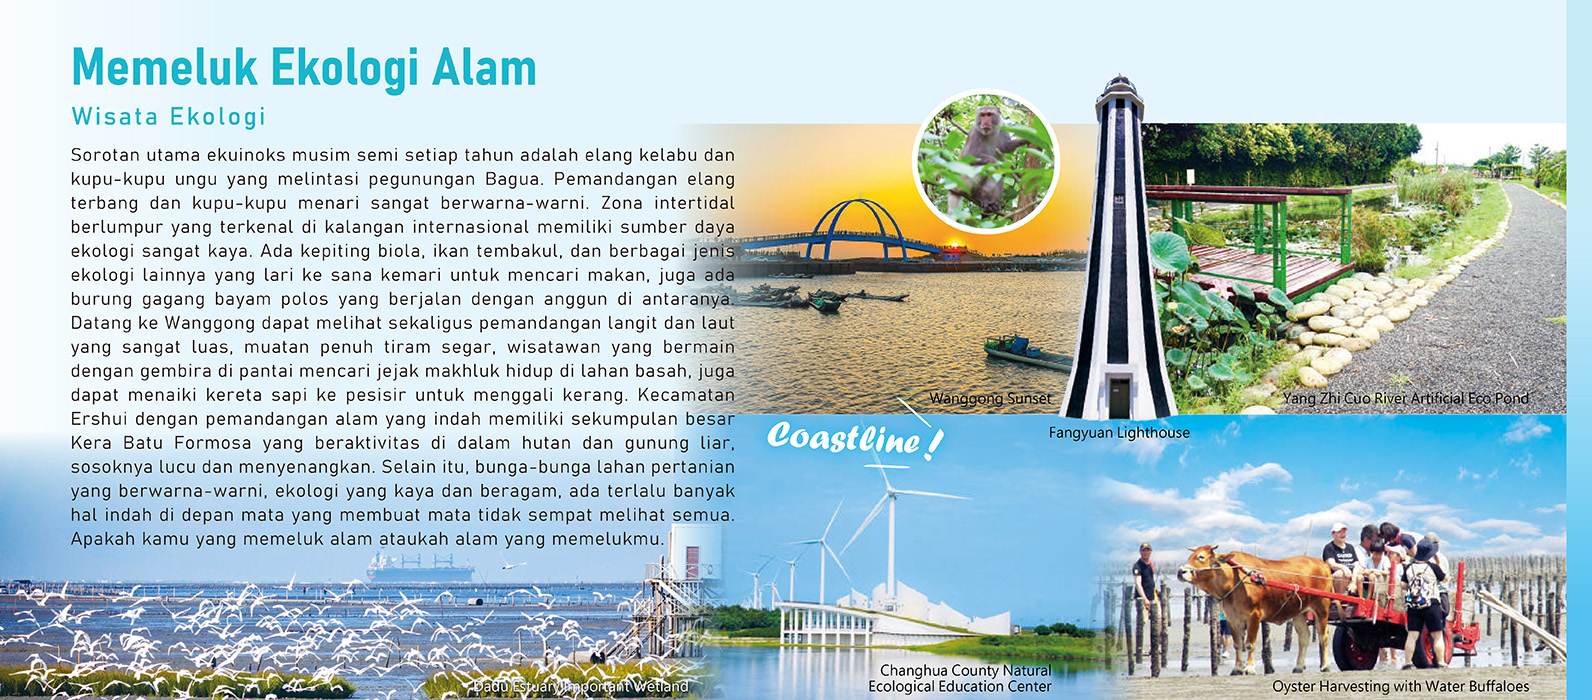 Memeluk Ekologi Alam
Wisata Ekologi
Sorotan utama ekuinoks musim semi setiap tahun adalah elang kelabu dan
kupu-kupu ungu yang melintasi pegunungan Bagua. Pemandangan elang
terbang dan kupu-kupu menari sangat berwarna-warni. Zona intertidal
berlumpur yang terkenal di kalangan internasional memiliki sumber daya
ekologi sangat kaya. Ada kepiting biola, ikan tembakul, dan berbagai jenis
ekologi lainnya yang lari ke sana kemari untuk mencari makan, juga ada
burung gagang bayam polos yang berjalan dengan anggun di antaranya.
Datang ke Wanggong dapat melihat sekaligus pemandangan langit dan laut
yang sangat luas, muatan penuh tiram segar, wisatawan yang bermain
dengan gembira di pantai mencari jejak makhluk hidup di lahan basah, juga
dapat menaiki kereta sapi ke pesisir untuk menggali kerang. Kecamatan
Ershui dengan pemandangan alam yang indah memiliki sekumpulan besar
Kera Batu Formosa yang beraktivitas di dalam hutan dan gunung liar,
sosoknya lucu dan menyenangkan. Selain itu, bunga-bunga lahan pertanian
yang berwarna-warni, ekologi yang kaya dan beragam, ada terlalu banyak
hal indah di depan mata yang membuat mata tidak sempat melihat semua.
Apakah kamu yang memeluk alam ataukah alam yang memelukmu.
Wanggong Sunset
Yang Zhi Cuo River Artificial Eco Pond
Fangyuan Lighthouse
Coastline!
Dadu Estuary Important Wetland
Changhua County Natural
Ecological Education Center
Oyster Harvesting with Water Buffaloes